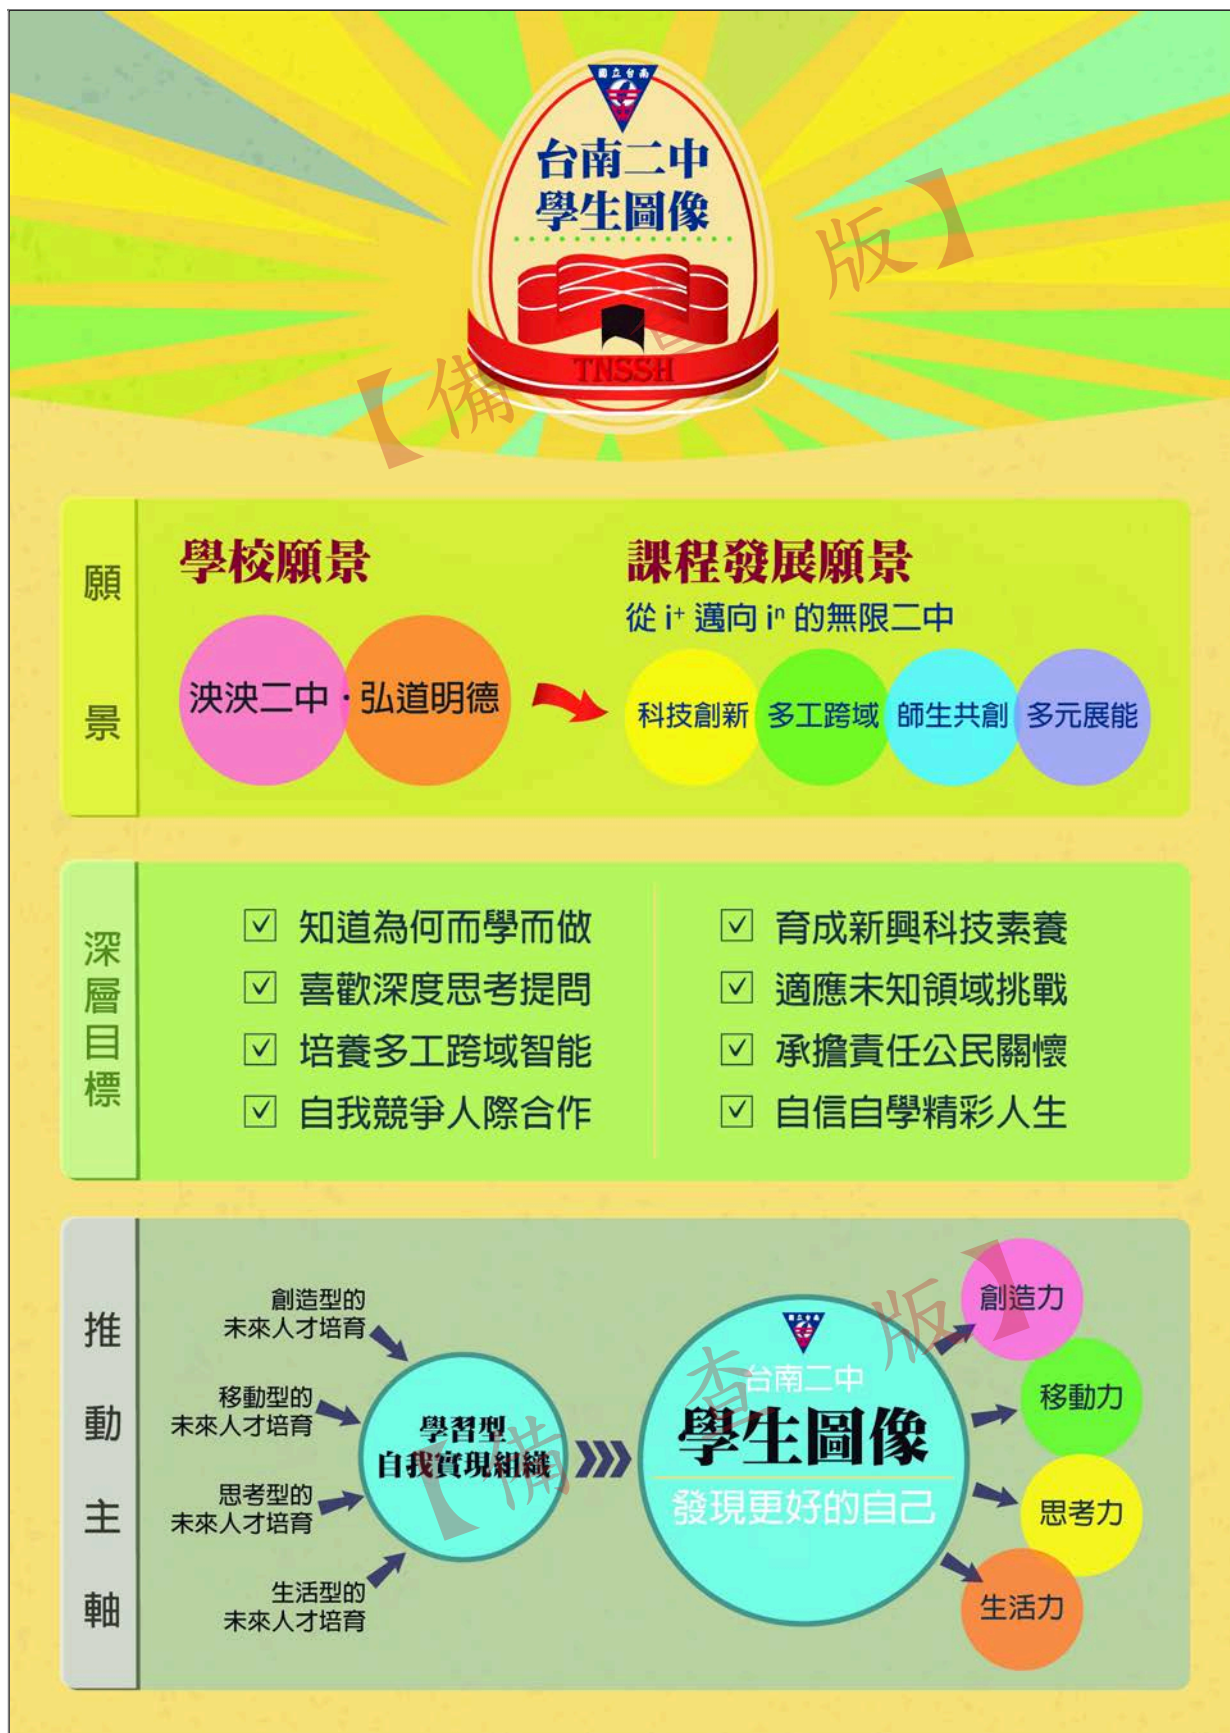 國立台南
台南二中
學生圖像
TNSSH
【備查版】
願景
學校願景
泱泱二中・弘道明德
課程發展願景
從 i⁺ 邁向 iⁿ 的無限二中
科技創新 多工跨域 師生共創 多元展能
深層目標
知道為何而學而做
喜歡深度思考提問
培養多工跨域智能
自我競爭人際合作
育成新興科技素養
適應未知領域挑戰
承擔責任公民關懷
自信自學精彩人生
推動主軸
創造型的
未來人才培育
移動型的
未來人才培育
思考型的
未來人才培育
生活型的
未來人才培育
學習型
自我實現組織
國立台南
台南二中
學生圖像
發現更好的自己
創造力
移動力
思考力
生活力
【備查版】